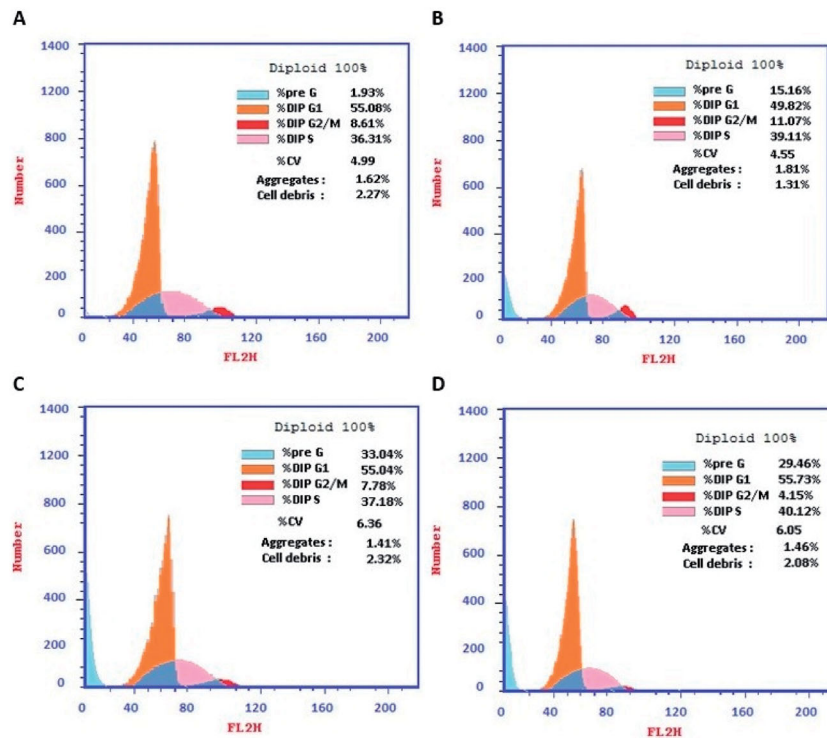 A
1400
1200
1000
800
600
400
200
0
Number
Diploid 100%
%pre G 1.93%
%DIP G1 55.08%
%DIP G2/M 8.61%
%DIP S 36.31%
%CV 4.99
Aggregates : 1.62%
Cell debris : 2.27%
0 40 80 120 160 200
FL2H
B
1400
1200
1000
800
600
400
200
0
Number
Diploid 100%
%pre G 15.16%
%DIP G1 49.82%
%DIP G2/M 11.07%
%DIP S 39.11%
%CV 4.55
Aggregates : 1.81%
Cell debris : 1.31%
0 40 80 120 160 200
FL2H
C
1400
1200
1000
800
600
400
200
0
Number
Diploid 100%
%pre G 33.04%
%DIP G1 55.04%
%DIP G2/M 7.78%
%DIP S 37.18%
%CV 6.36
Aggregates : 1.41%
Cell debris : 2.32%
0 40 80 120 160 200
FL2H
D
1400
1200
1000
800
600
400
200
0
Number
Diploid 100%
%pre G 29.46%
%DIP G1 55.73%
%DIP G2/M 4.15%
%DIP S 40.12%
%CV 6.05
Aggregates : 1.46%
Cell debris : 2.08%
0 40 80 120 160 200
FL2H